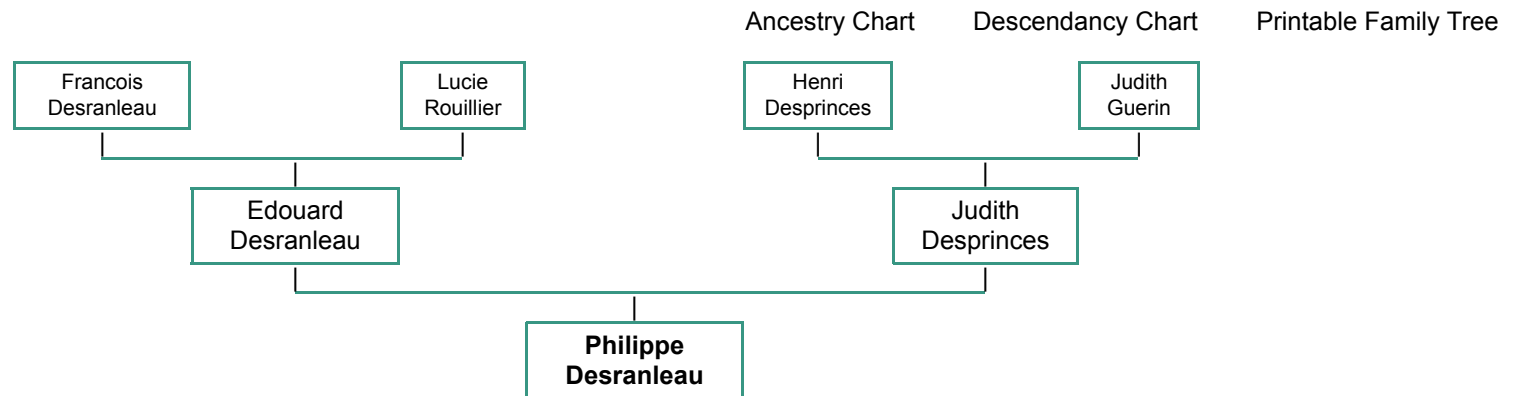 Ancestry Chart Descendancy Chart Printable Family Tree
Francois
Desranleau
Lucie
Rouillier
Henri
Desprinces
Judith
Guerin
Edouard
Desranleau
Judith
Desprinces
Philippe
Desranleau